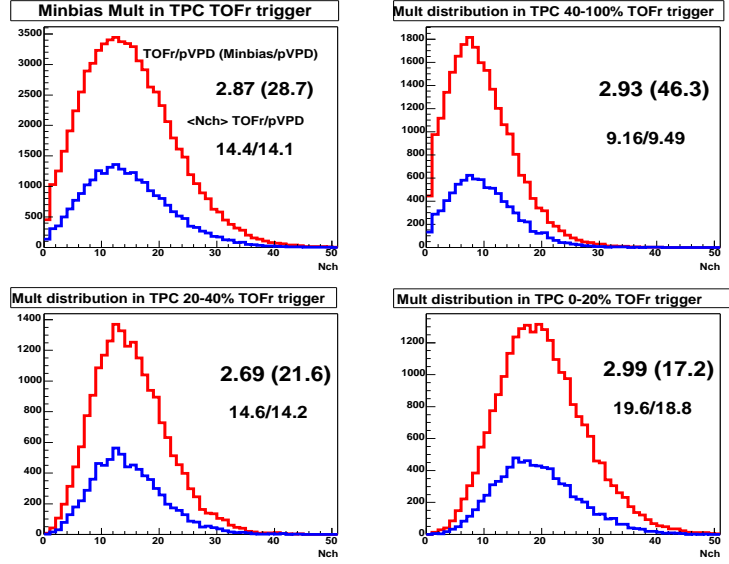 Minbias Mult in TPC TOFr trigger
3500
3000
2500
2000
1500
1000
500
0
0 10 20 30 40 50
Nch
TOFr/pVPD (Minbias/pVPD)
2.87 (28.7)
<Nch> TOFr/pVPD
14.4/14.1
Mult distribution in TPC 40-100% TOFr trigger
1800
1600
1400
1200
1000
800
600
400
200
0
0 10 20 30 40 50
Nch
2.93 (46.3)
9.16/9.49
Mult distribution in TPC 20-40% TOFr trigger
1400
1200
1000
800
600
400
200
0
0 10 20 30 40 50
Nch
2.69 (21.6)
14.6/14.2
Mult distribution in TPC 0-20% TOFr trigger
1200
1000
800
600
400
200
0
0 10 20 30 40 50
Nch
2.99 (17.2)
19.6/18.8